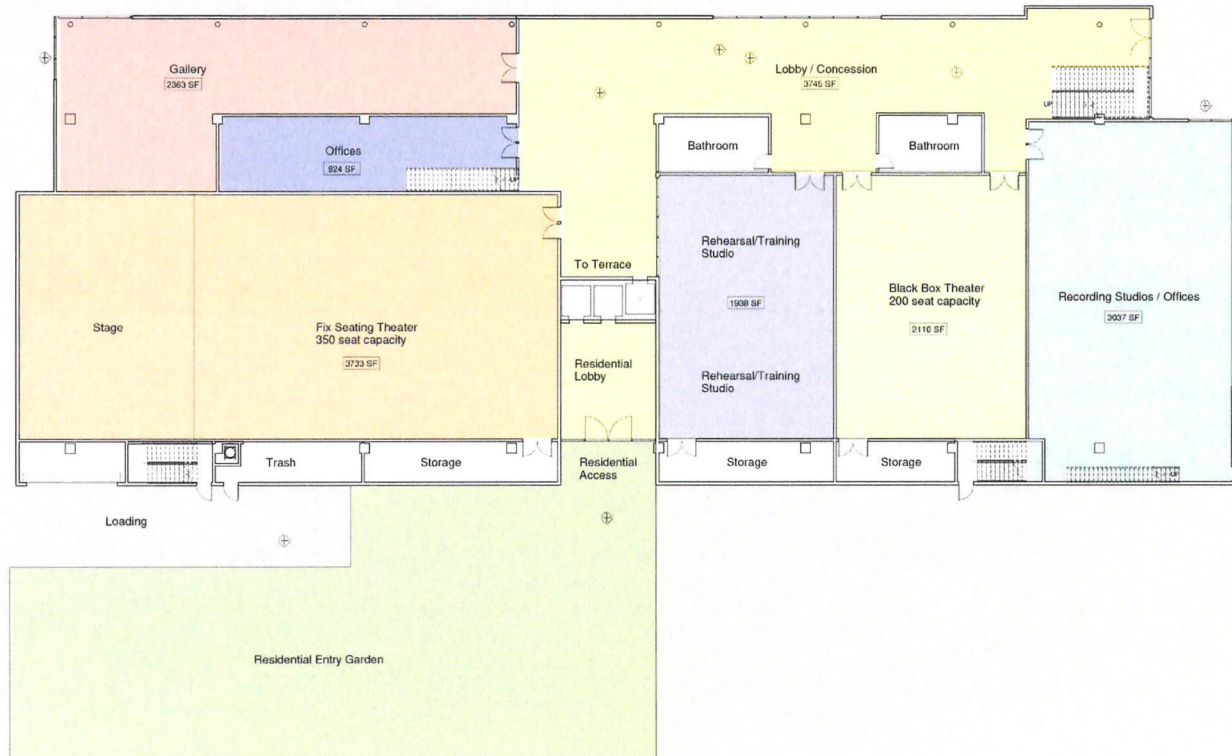 Gallery
2363 SF
Lobby / Concession
3745 SF
UP
Offices
824 SF
UP
Bathroom
Bathroom
To Terrace
Rehearsal/Training
Studio
1938 SF
Rehearsal/Training
Studio
Black Box Theater
200 seat capacity
2110 SF
Recording Studios / Offices
3037 SF
Stage
Fix Seating Theater
350 seat capacity
3733 SF
Residential
Lobby
Trash
Storage
Residential
Access
Storage
Storage
UP
Loading
Residential Entry Garden